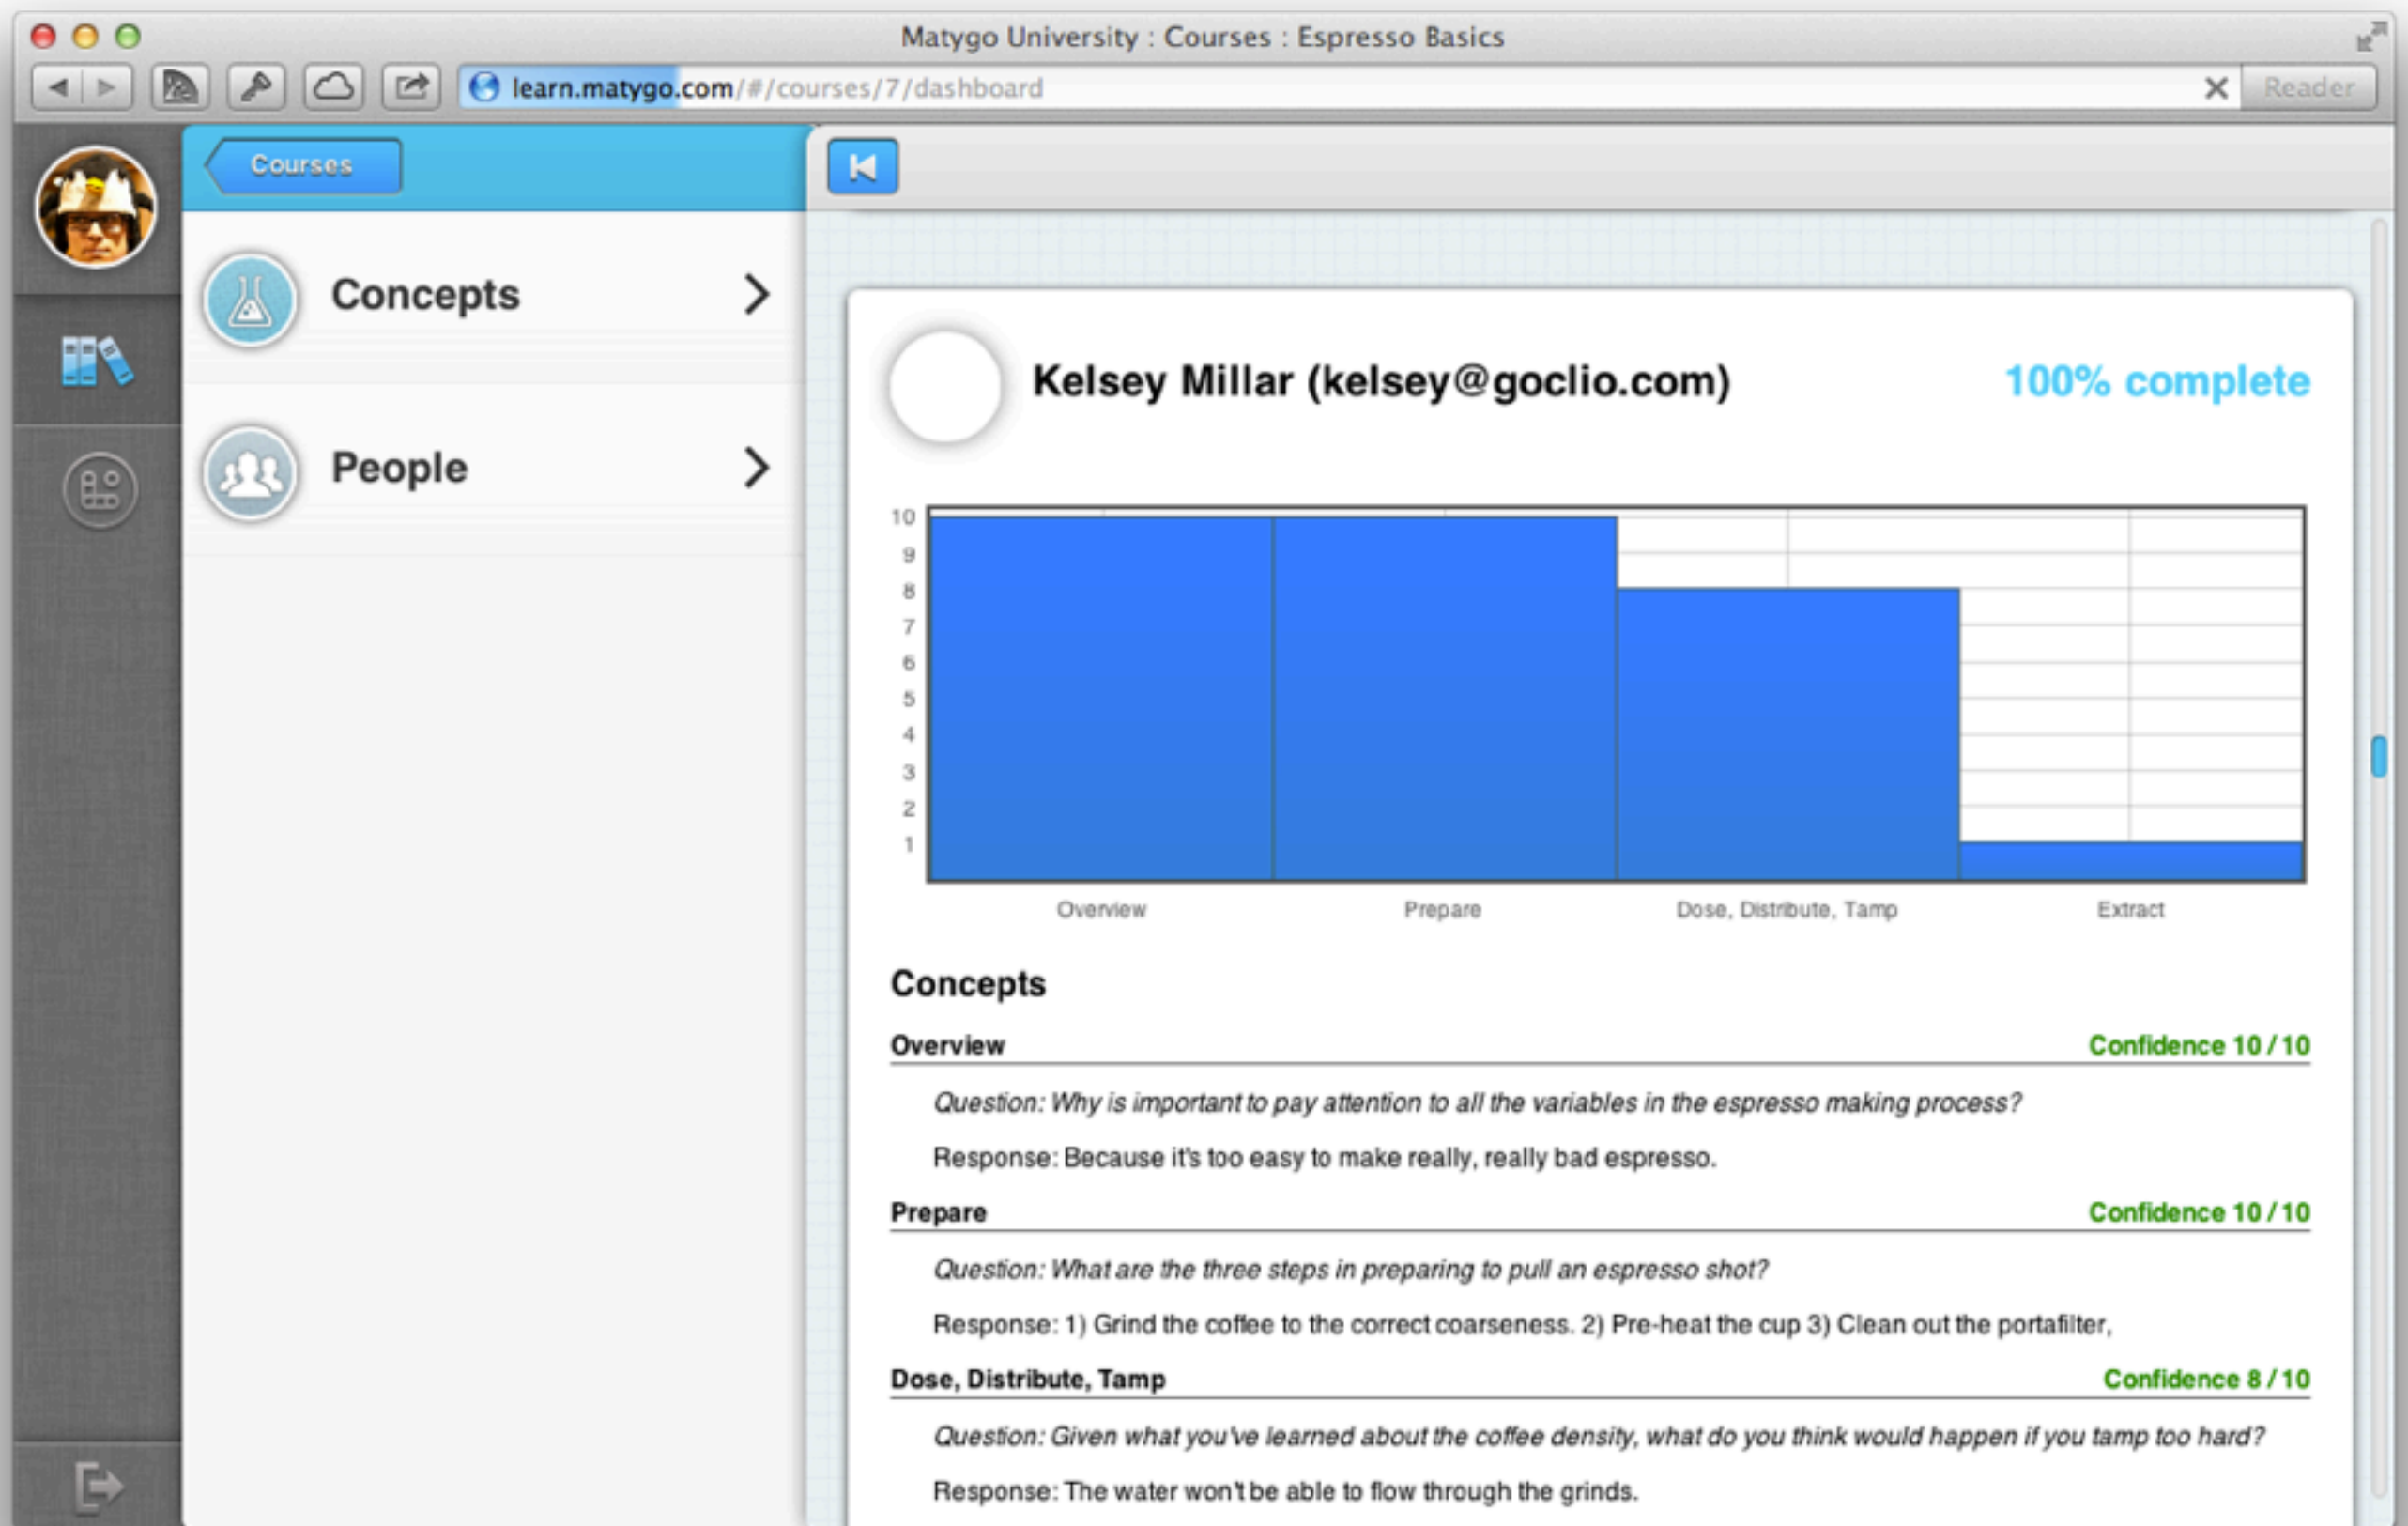 Matygo University : Courses : Espresso Basics
learn.matygo.com/#/courses/7/dashboard
Reader
Courses
Concepts
People
Kelsey Millar (kelsey@goclio.com)
100% complete
10
9
8
7
6
5
4
3
2
1
Overview Prepare Dose, Distribute, Tamp Extract
Concepts
Overview Confidence 10 / 10
Question: Why is important to pay attention to all the variables in the espresso making process?
Response: Because it's too easy to make really, really bad espresso.
Prepare Confidence 10 / 10
Question: What are the three steps in preparing to pull an espresso shot?
Response: 1) Grind the coffee to the correct coarseness. 2) Pre-heat the cup 3) Clean out the portafilter,
Dose, Distribute, Tamp Confidence 8 / 10
Question: Given what you've learned about the coffee density, what do you think would happen if you tamp too hard?
Response: The water won't be able to flow through the grinds.